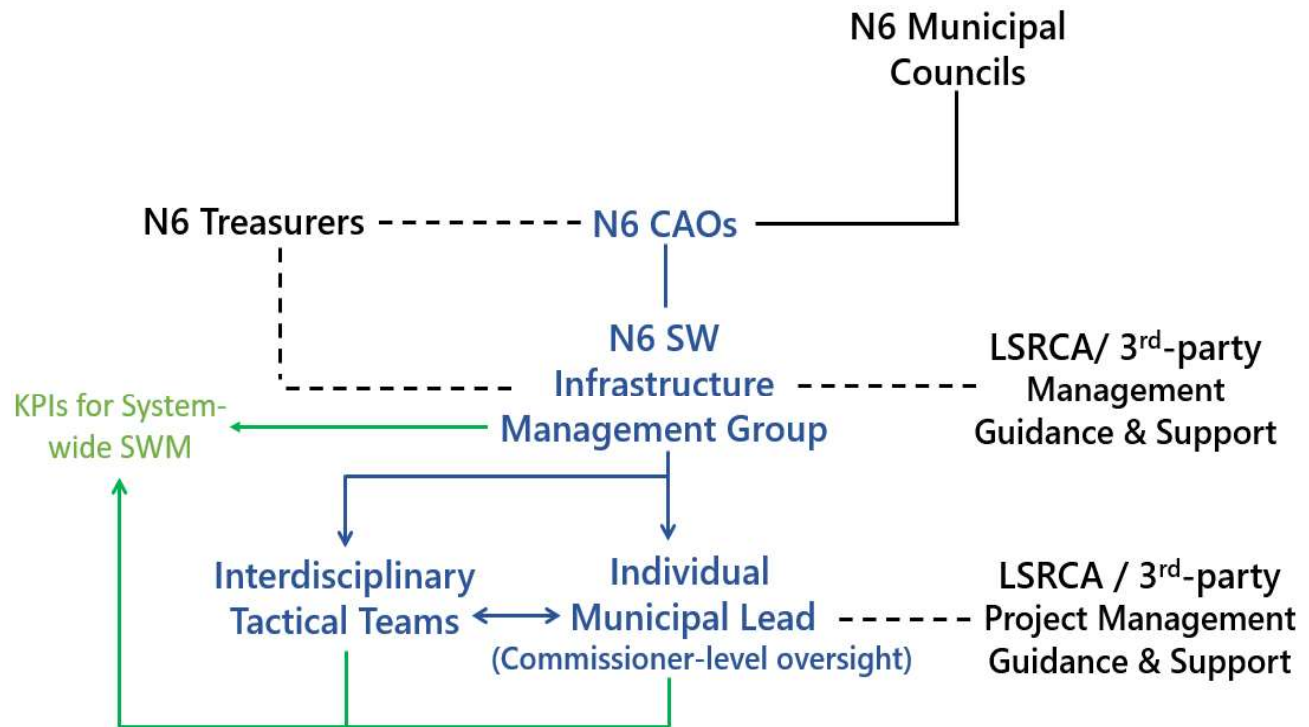 N6 Municipal
Councils
N6 Treasurers
N6 CAOs
N6 SW
Infrastructure
Management Group
LSRCA/ 3rd-party
Management
Guidance & Support
KPIs for System-
wide SWM
Interdisciplinary
Tactical Teams
Individual
Municipal Lead
(Commissioner-level oversight)
LSRCA / 3rd-party
Project Management
Guidance & Support